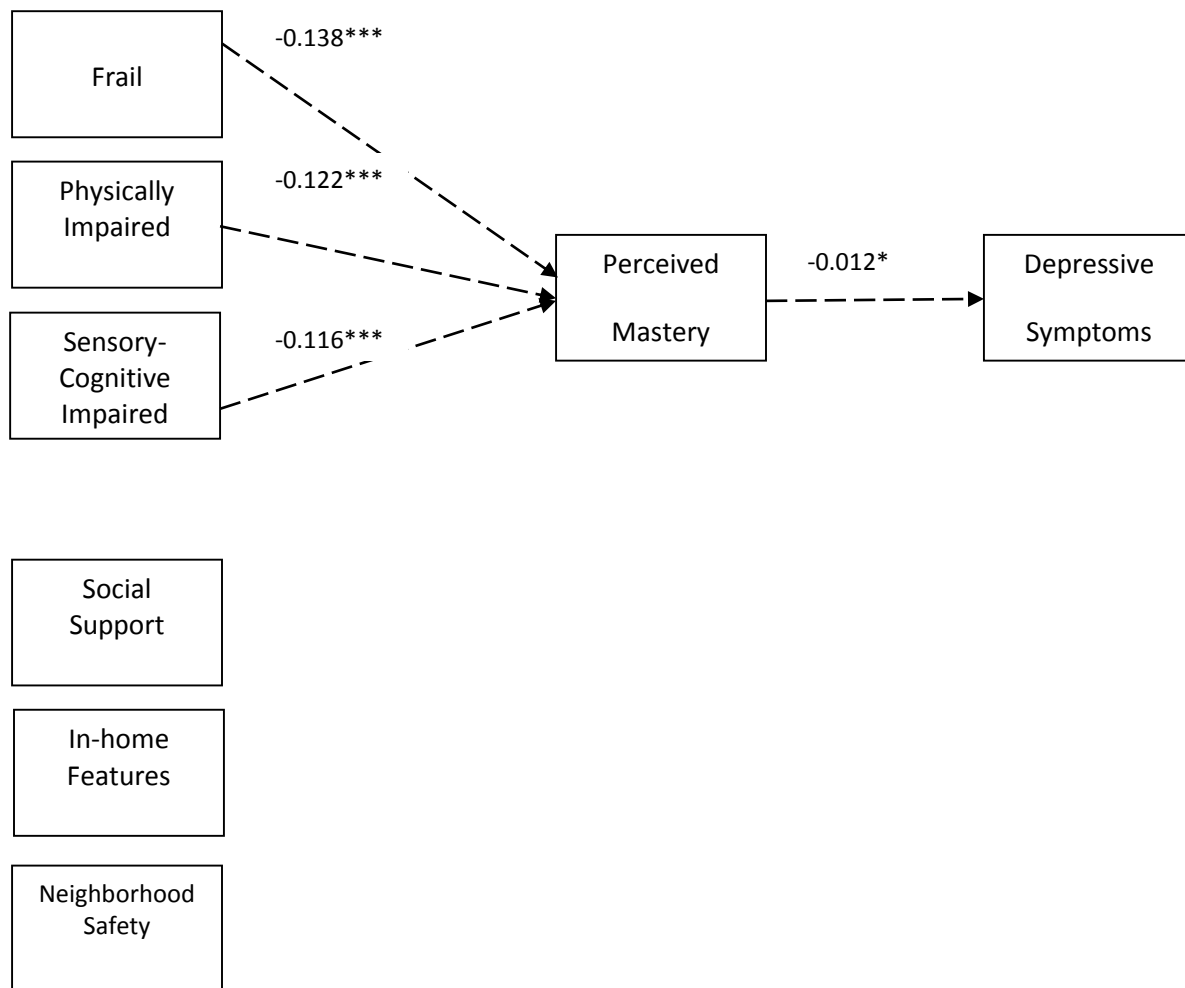 Frail
-0.138***
Physically
Impaired
-0.122***
Sensory-
Cognitive
Impaired
-0.116***
Perceived
Mastery
-0.012*
Depressive
Symptoms
Social
Support
In-home
Features
Neighborhood
Safety